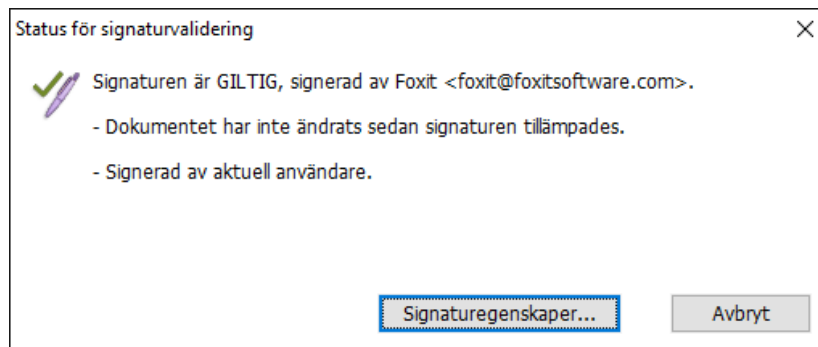 Status för signaturvalidering
Signaturen är GILTIG, signerad av Foxit <foxit@foxitsoftware.com>.
- Dokumentet har inte ändrats sedan signaturen tillämpades.
- Signerad av aktuell användare.
Signaturegenskaper... Avbryt